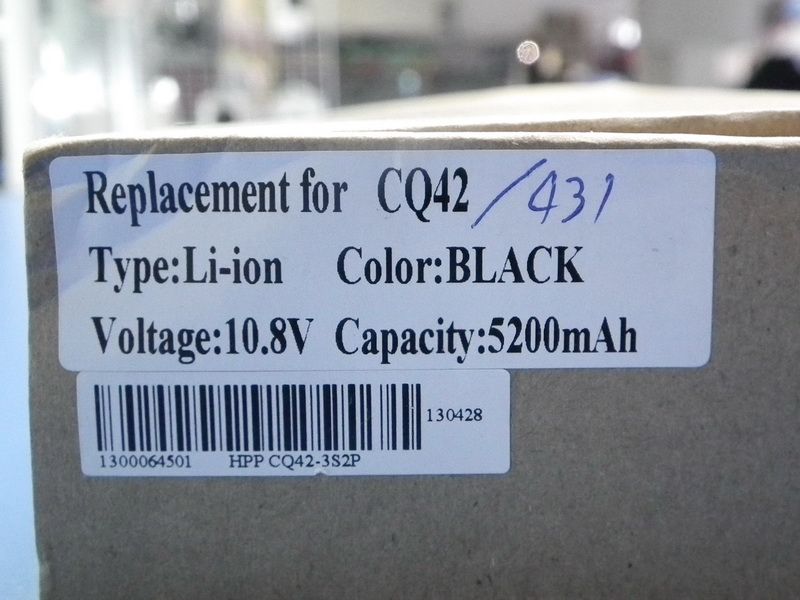 Replacement for CQ42/431
Type:Li-ion Color:BLACK
Voltage:10.8V Capacity:5200mAh
130428
1300064501 HPP CQ42-3S2P